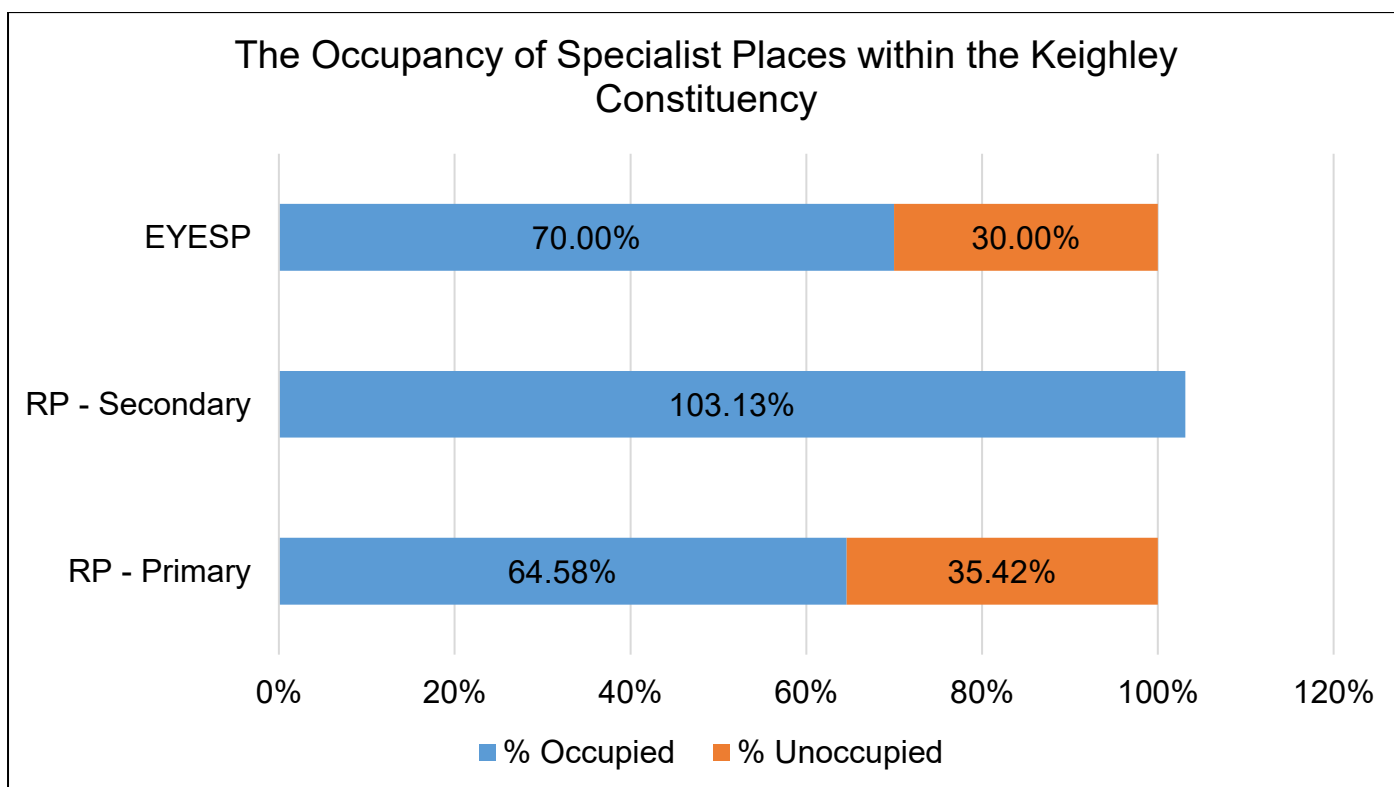 The Occupancy of Specialist Places within the Keighley
Constituency
EYESP
70.00%
30.00%
RP - Secondary
103.13%
RP - Primary
64.58%
35.42%
0%
20%
40%
60%
80%
100%
120%
% Occupied
% Unoccupied